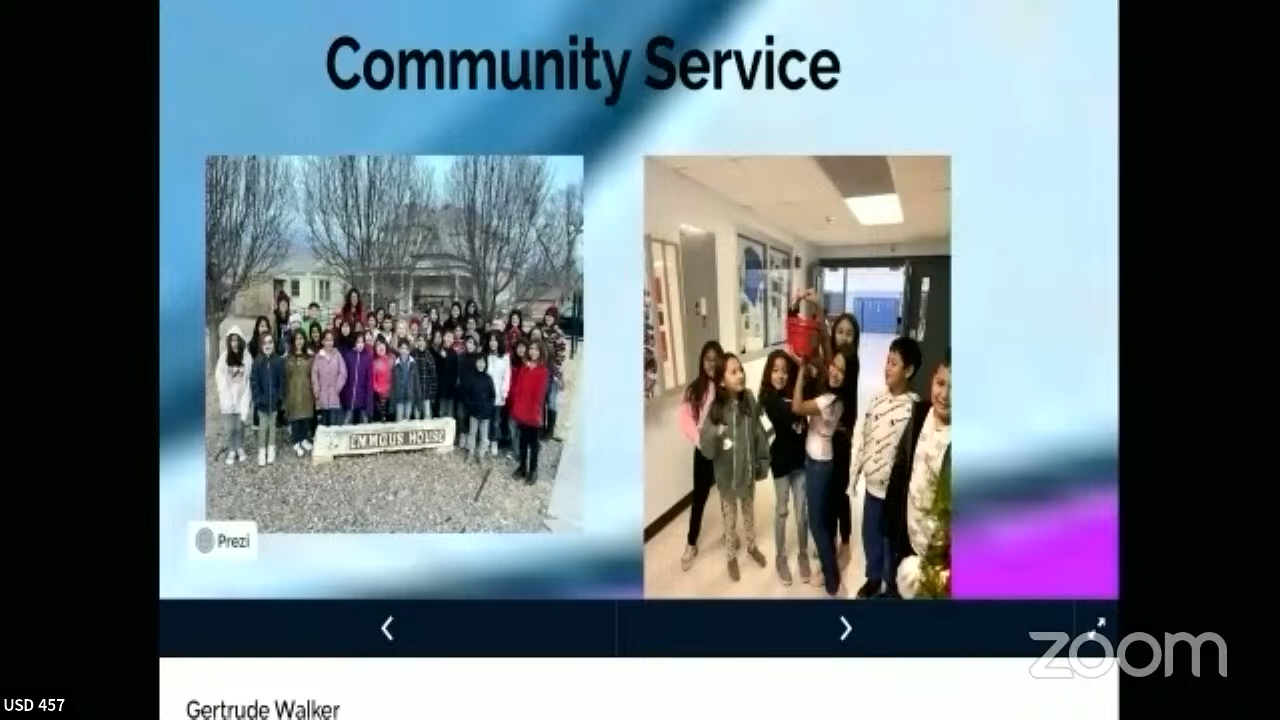 Community Service
EMMAUS HOUSE
Prezi
zoom
USD 457
Gertrude Walker